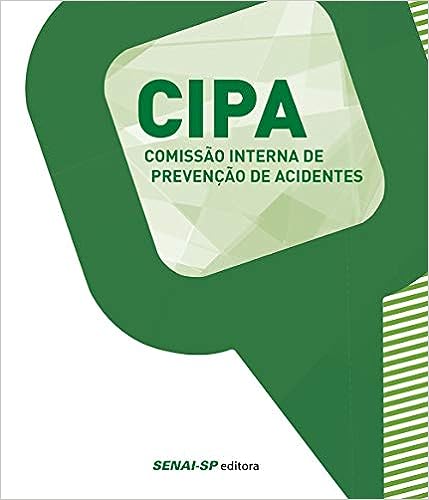 CIPA
COMISSÃO INTERNA DE
PREVENÇÃO DE ACIDENTES
SENAI-SP editora